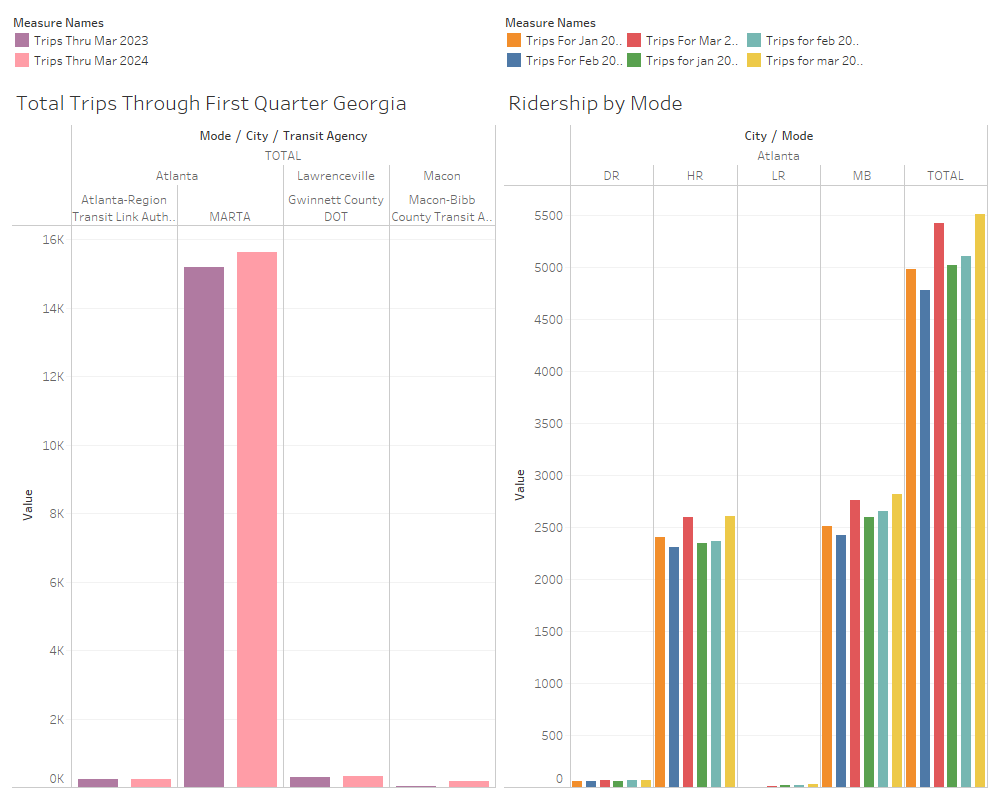 Measure Names
Trips Thru Mar 2023
Trips Thru Mar 2024
Total Trips Through First Quarter Georgia
Mode / City / Transit Agency
TOTAL
Atlanta Lawrenceville Macon
Atlanta-Region Transit Link Auth.. MARTA Gwinnett County DOT Macon-Bibb County Transit A..
16K
14K
12K
10K
8K
6K
4K
2K
0K
Value
Measure Names
Trips For Jan 20.. Trips For Mar 2.. Trips for feb 20..
Trips For Feb 20.. Trips for jan 20.. Trips for mar 20..
Ridership by Mode
City / Mode
Atlanta
DR HR LR MB TOTAL
5500
5000
4500
4000
3500
3000
2500
2000
1500
1000
500
0
Value